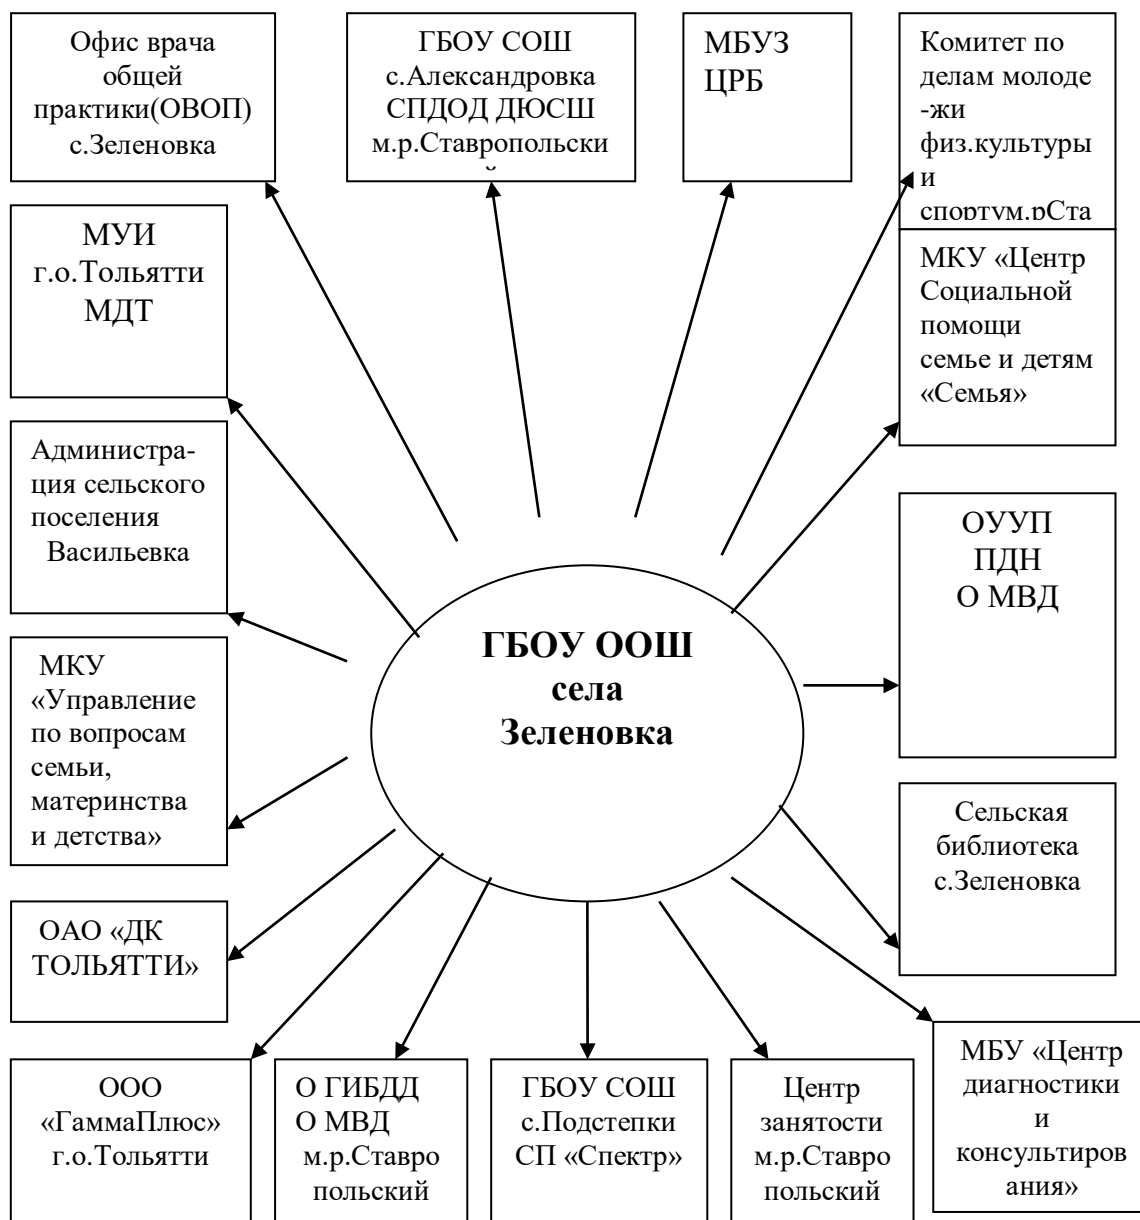 Офис врача
общей
практики(ОВОП)
с.Зеленовка
ГБОУ СОШ
с.Александровка
СПДОД ДЮСШ
м.р.Ставропольски
й
МБУЗ
ЦРБ
Комитет по
делам молоде
-жи
физ.культуры
и
спортум.рСта
МУИ
г.о.Тольятти
МДТ
МКУ «Центр
Социальной
помощи
семье и детям
«Семья»
Администра-
ция сельского
поселения
Васильевка
ОУУП
ПДН
О МВД
ГБОУ ООШ
села
Зеленовка
МКУ
«Управление
по вопросам
семьи,
материнства
и детства»
Сельская
библиотека
с.Зеленовка
ОАО «ДК
ТОЛЬЯТТИ»
ООО
«ГаммаПлюс»
г.о.Тольятти
О ГИБДД
О МВД
м.р.Ставро
польский
ГБОУ СОШ
с.Подстепки
СП «Спектр»
Центр
занятости
м.р.Ставро
польский
МБУ «Центр
диагностики
и
консультиров
ания»